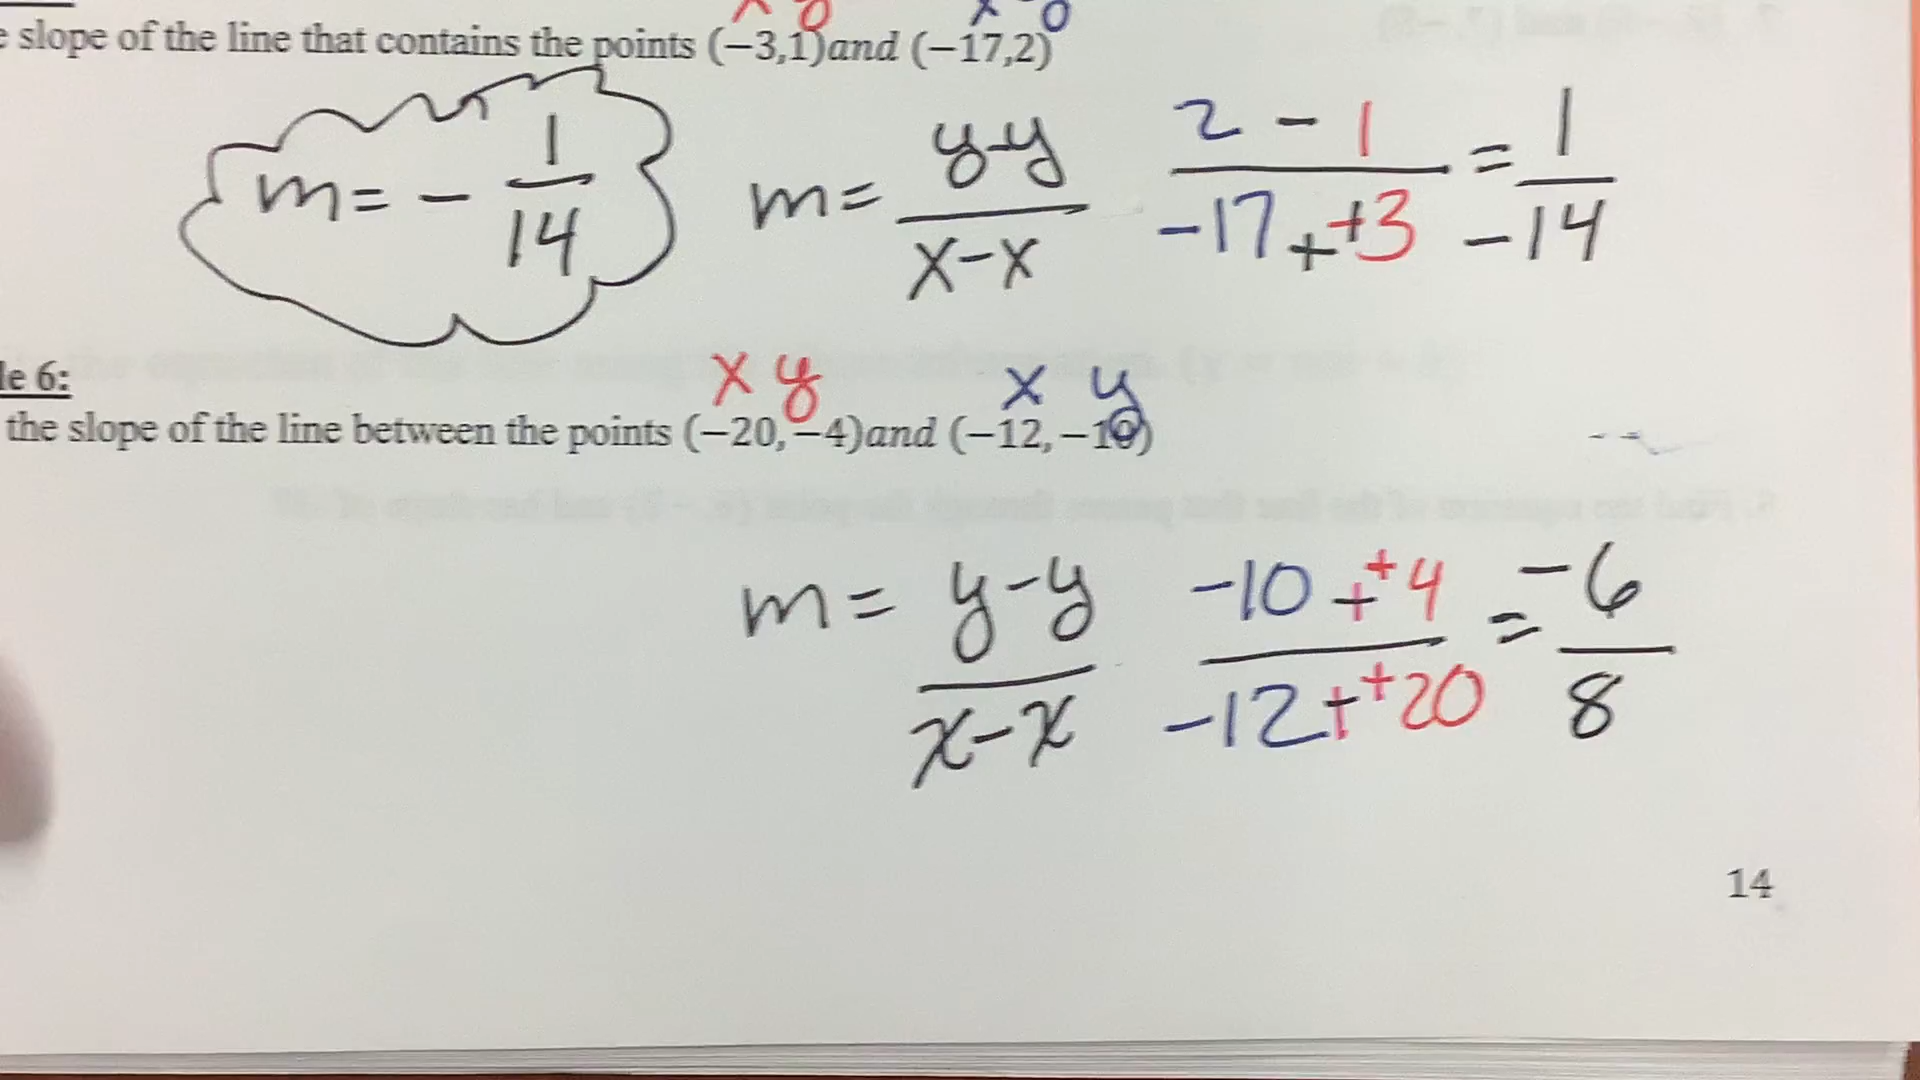 x y x y
slope of the line that contains the points (−3,1)and (−17,2)
m= - 1/14 m= y-y/x-x 2 - 1/-17 + +3 = 1/-14
le 6:
x y x y
the slope of the line between the points (−20,−4)and (−12,−10)
m= y-y/x-x -10 + +4/-12 + +20 = -6/8
14